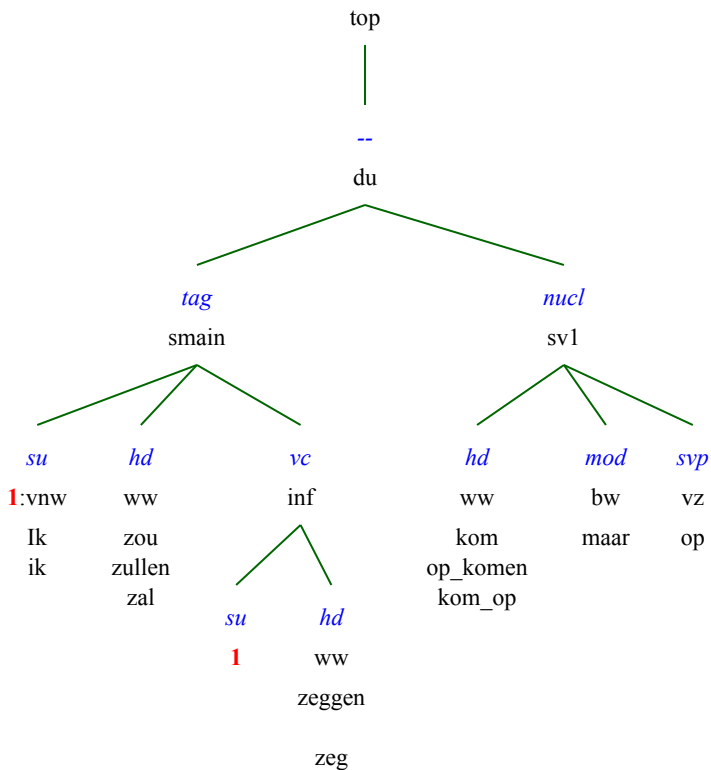 top
--
du
tag nucl
smain sv1
su hd vc hd mod svp
1:vnw ww inf ww bw vz
Ik zou kom maar op
ik zullen op_komen
zal kom_op
su hd
1 ww
zeggen
zeg